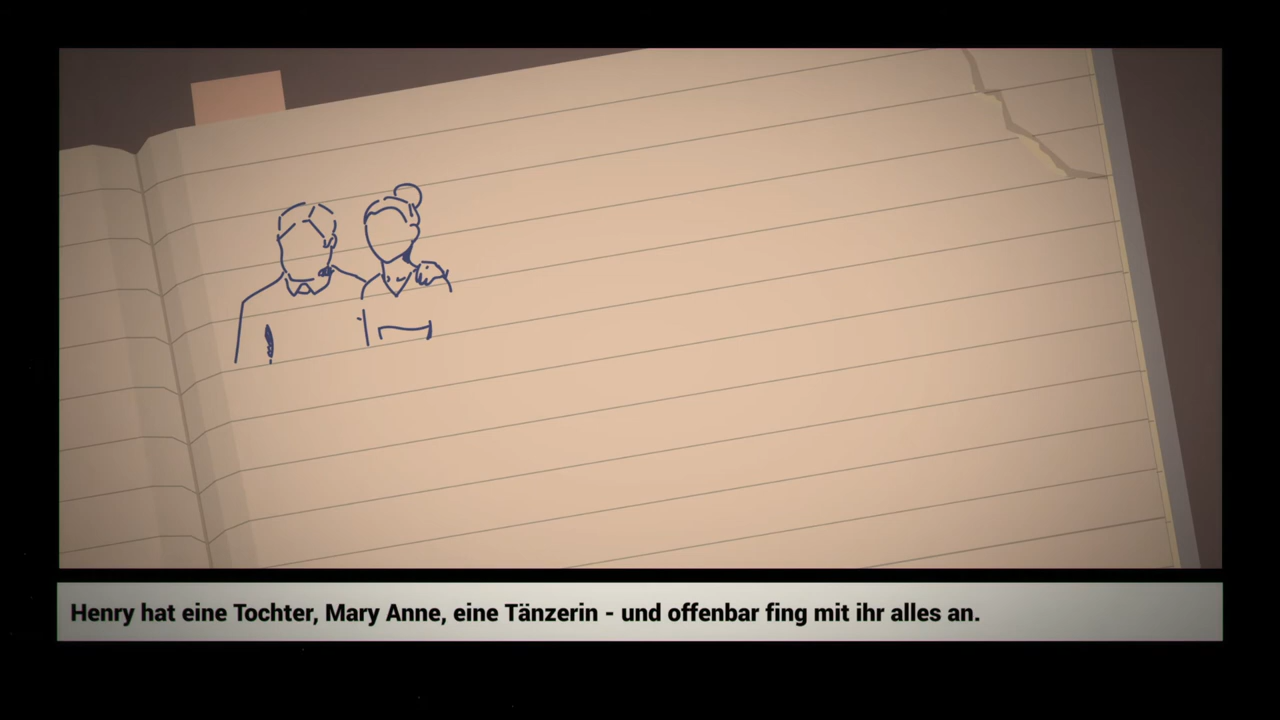 Henry hat eine Tochter, Mary Anne, eine Tänzerin - und offenbar fing mit ihr alles an.